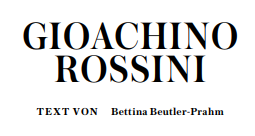 GIOACHINO
ROSSINI
TEXT VON Bettina Beutler-Prahm